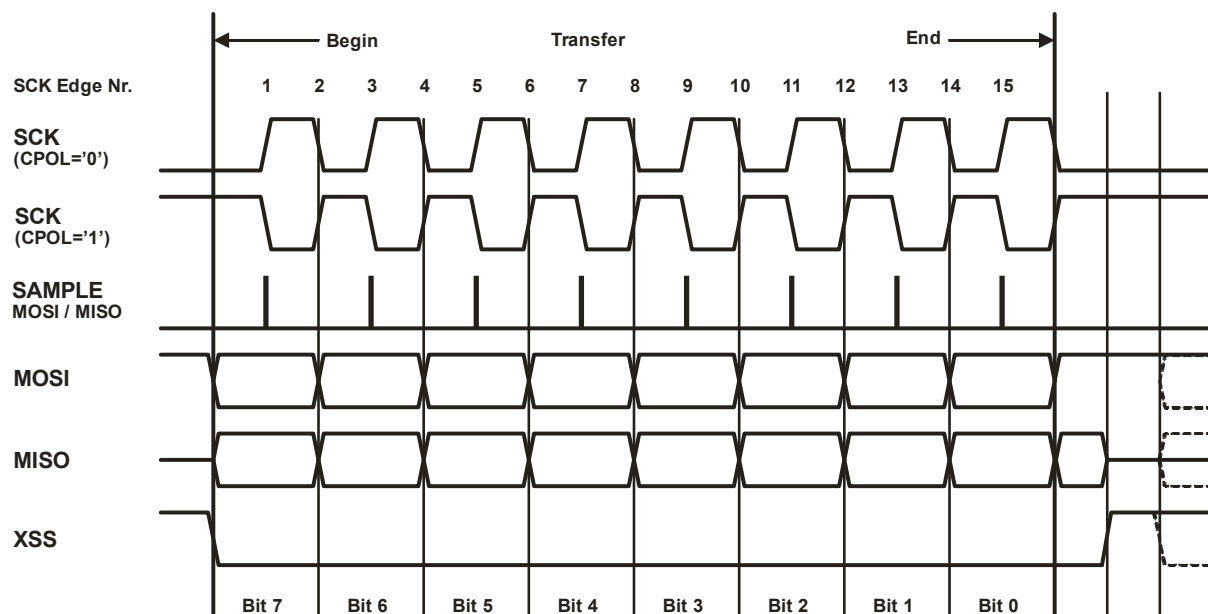 Begin Transfer End
SCK Edge Nr. 1 2 3 4 5 6 7 8 9 10 11 12 13 14 15
SCK
(CPOL='0')
SCK
(CPOL='1')
SAMPLE
MOSI / MISO
MOSI
MISO
XSS
Bit 7 Bit 6 Bit 5 Bit 4 Bit 3 Bit 2 Bit 1 Bit 0